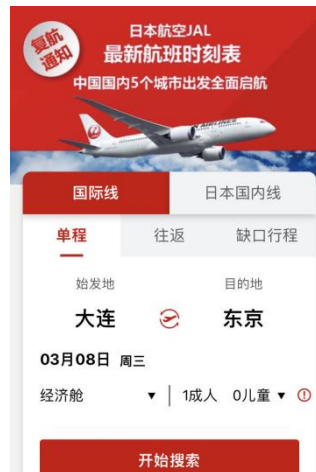 复航
通知
日本航空JAL
最新航班时刻表
中国国内5个城市出发全面启航
国际线
日本国内线
单程
往返
缺口行程
始发地
目的地
大连
东京
03月08日 周三
经济舱
1成人 0儿童
开始搜索